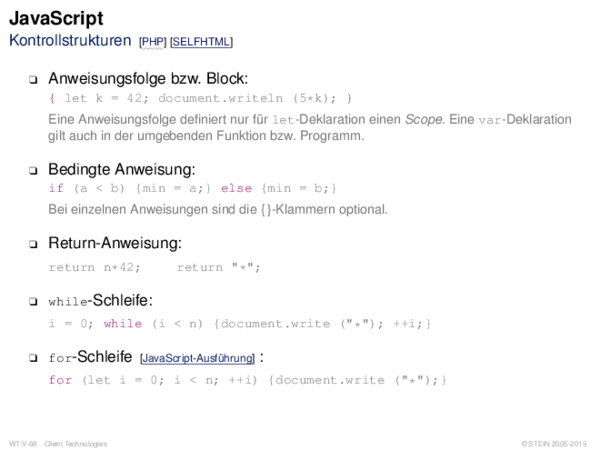 JavaScript
Kontrollstrukturen [PHP] [SELFHTML]
❑ Anweisungsfolge bzw. Block:
{ let k = 42; document.writeln (5*k); }
Eine Anweisungsfolge definiert nur für let-Deklaration einen Scope. Eine var-Deklaration
gilt auch in der umgebenden Funktion bzw. Programm.
❑ Bedingte Anweisung:
if (a < b) {min = a;} else {min = b;}
Bei einzelnen Anweisungen sind die {}-Klammern optional.
❑ Return-Anweisung:
return n*42; return "*";
❑ while-Schleife:
i = 0; while (i < n) {document.write ("*"); ++i;}
❑ for-Schleife [JavaScript-Ausführung] :
for (let i = 0; i < n; ++i) {document.write ("*");}
WT:V-68 Client Technologies © STEIN 2005-2019